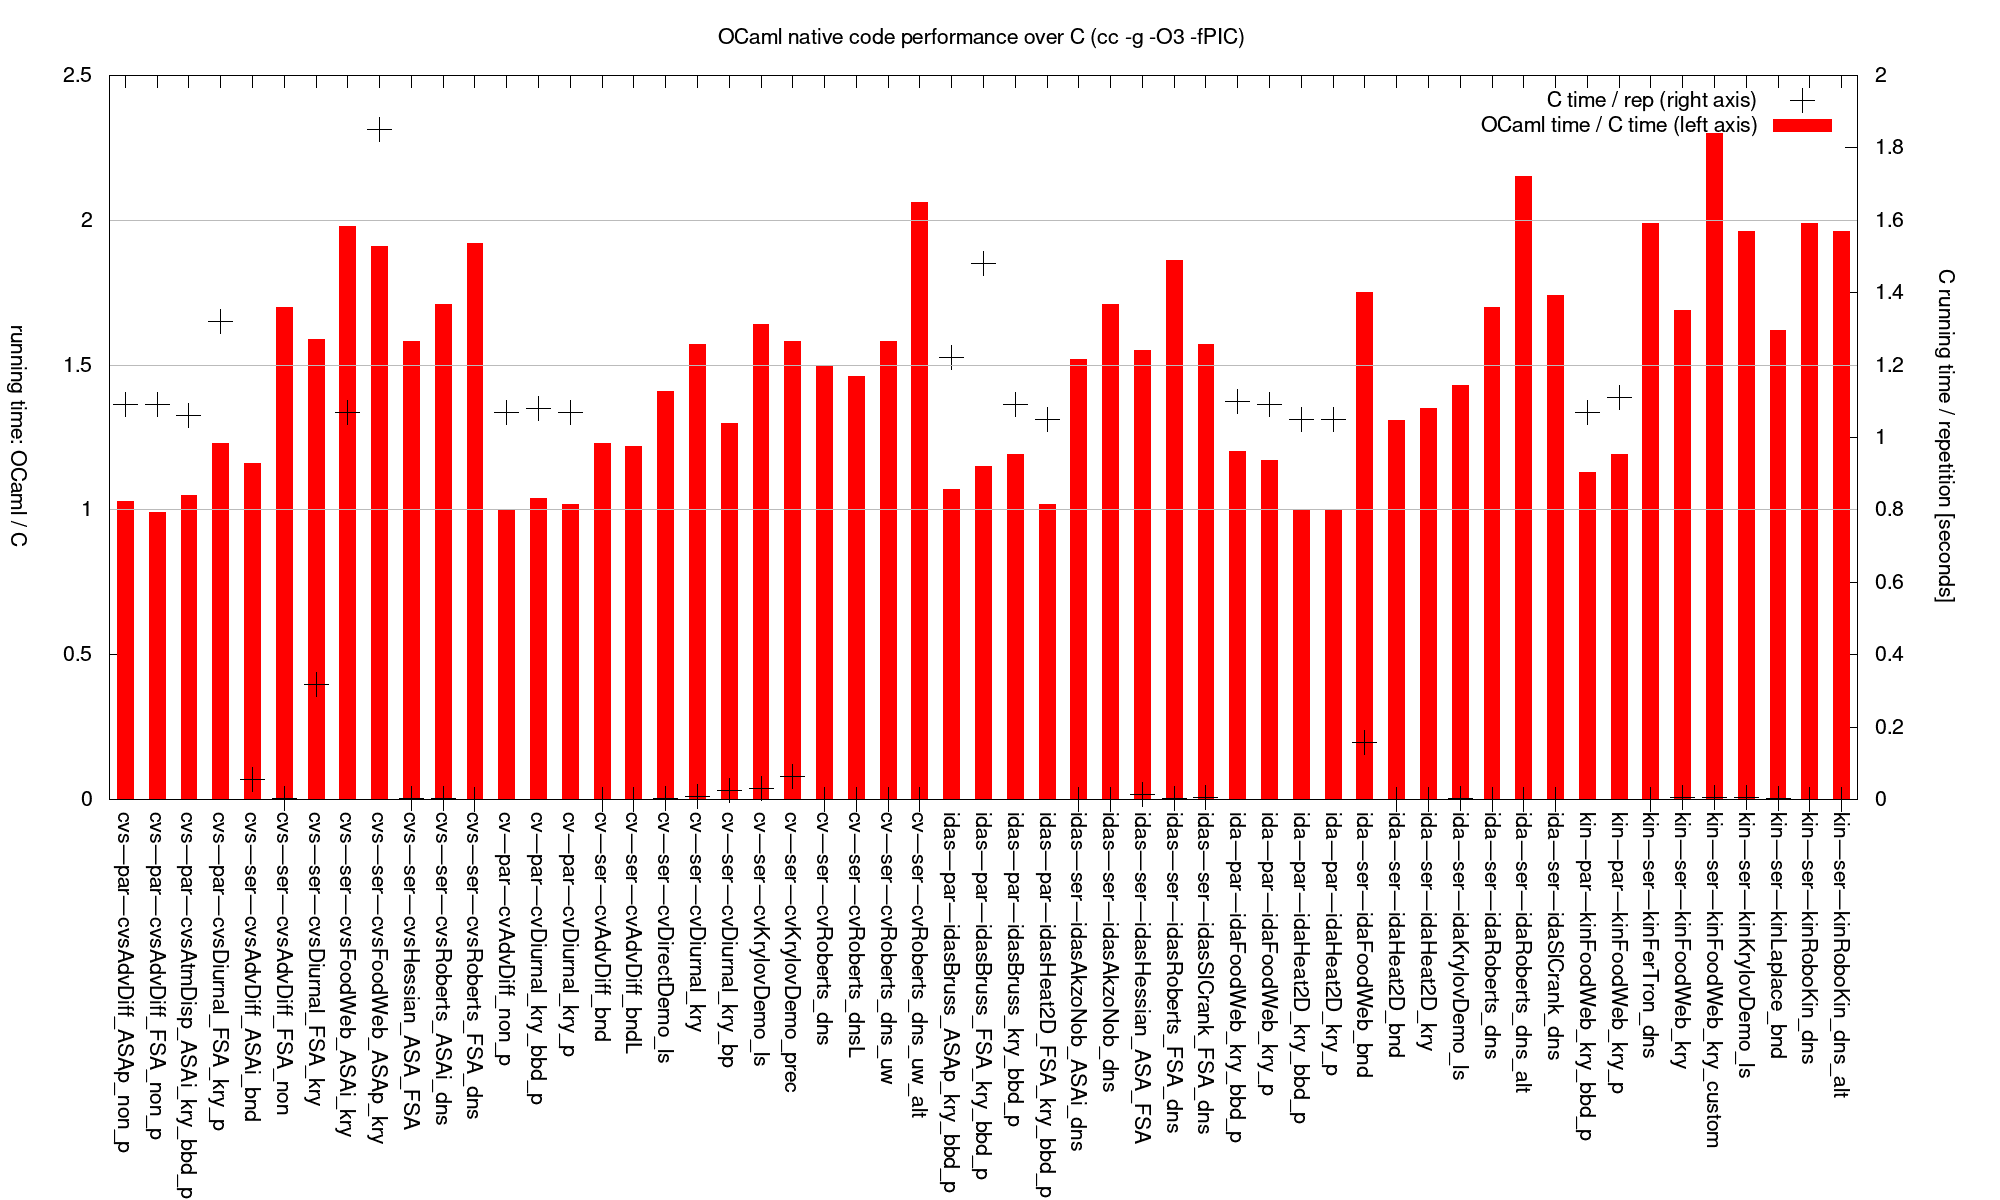 OCaml native code performance over C (cc -g -O3 -fPIC)
C time / rep (right axis)
OCaml time / C time (left axis)
running time: OCaml / C
2.5
2
1.5
1
0.5
0
2
1.8
1.6
1.4
1.2
1
0.8
0.6
0.4
0.2
0
C running time / repetition [seconds]
cvs—par—cvsAdvDiff_ASAp_non_p
cvs—par—cvsAdvDiff_FSA_non_p
cvs—par—cvsAtmDisp_ASAi_kry_bbd_p
cvs—par—cvsDiurnal_FSA_kry_p
cvs—ser—cvsAdvDiff_ASAi_bnd
cvs—ser—cvsAdvDiff_FSA_non
cvs—ser—cvsDiurnal_FSA_kry
cvs—ser—cvsFoodWeb_ASAi_kry
cvs—ser—cvsFoodWeb_ASAp_kry
cvs—ser—cvsHessian_ASA_FSA
cvs—ser—cvsRoberts_ASAi_dns
cvs—ser—cvsRoberts_FSA_dns
cv—par—cvAdvDiff_non_p
cv—par—cvDiurnal_kry_bbd_p
cv—par—cvDiurnal_kry_p
cv—ser—cvAdvDiff_bnd
cv—ser—cvAdvDiff_bndL
cv—ser—cvDirectDemo_ls
cv—ser—cvDiurnal_kry
cv—ser—cvDiurnal_kry_bp
cv—ser—cvKrylovDemo_ls
cv—ser—cvKrylovDemo_prec
cv—ser—cvRoberts_dns
cv—ser—cvRoberts_dnsL
cv—ser—cvRoberts_dns_uw
cv—ser—cvRoberts_dns_uw_alt
idas—par—idasBruss_ASAp_kry_bbd_p
idas—par—idasBruss_FSA_kry_bbd_p
idas—par—idasBruss_kry_bbd_p
idas—par—idasHeat2D_FSA_kry_bbd_p
idas—ser—idasAkzoNob_ASAi_dns
idas—ser—idasAkzoNob_dns
idas—ser—idasHessian_ASA_FSA
idas—ser—idasRoberts_FSA_dns
idas—ser—idasSlCrank_FSA_dns
ida—par—idaFoodWeb_kry_bbd_p
ida—par—idaFoodWeb_kry_p
ida—par—idaHeat2D_kry_bbd_p
ida—par—idaHeat2D_kry_p
ida—ser—idaFoodWeb_bnd
ida—ser—idaHeat2D_bnd
ida—ser—idaHeat2D_kry
ida—ser—idaKrylovDemo_ls
ida—ser—idaRoberts_dns
ida—ser—idaRoberts_dns_alt
ida—ser—idaSlCrank_dns
kin—par—kinFoodWeb_kry_bbd_p
kin—par—kinFoodWeb_kry_p
kin—ser—kinFerTron_dns
kin—ser—kinFoodWeb_kry
kin—ser—kinFoodWeb_kry_custom
kin—ser—kinKrylovDemo_ls
kin—ser—kinLaplace_bnd
kin—ser—kinRoboKin_dns
kin—ser—kinRoboKin_dns_alt